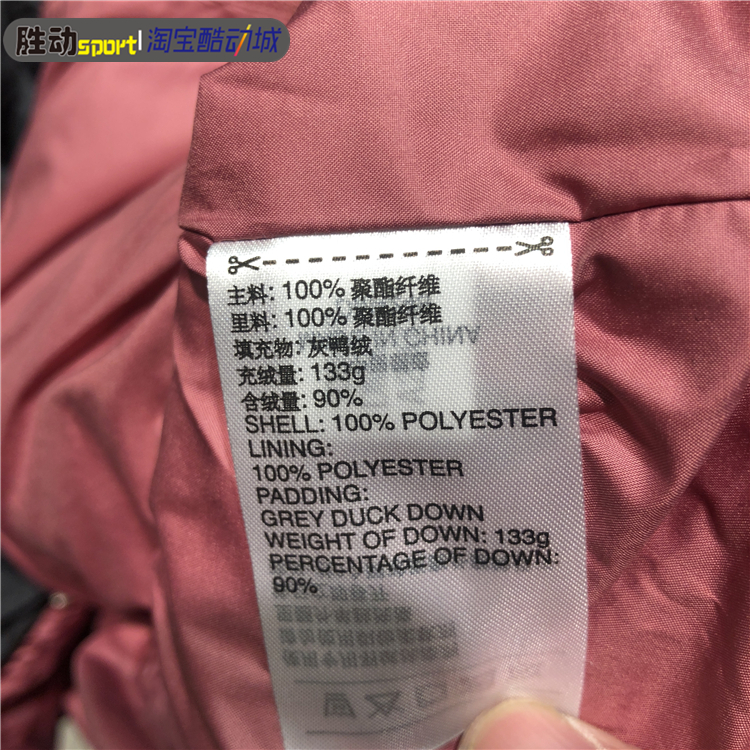 胜动sport|淘宝酷动城
主料: 100% 聚酯纤维
里料: 100% 聚酯纤维
填充物: 灰鸭绒
充绒量: 133g
含绒量: 90%
SHELL: 100% POLYESTER
LINING:
100% POLYESTER
PADDING:
GREY DUCK DOWN
WEIGHT OF DOWN: 133g
PERCENTAGE OF DOWN:
90%